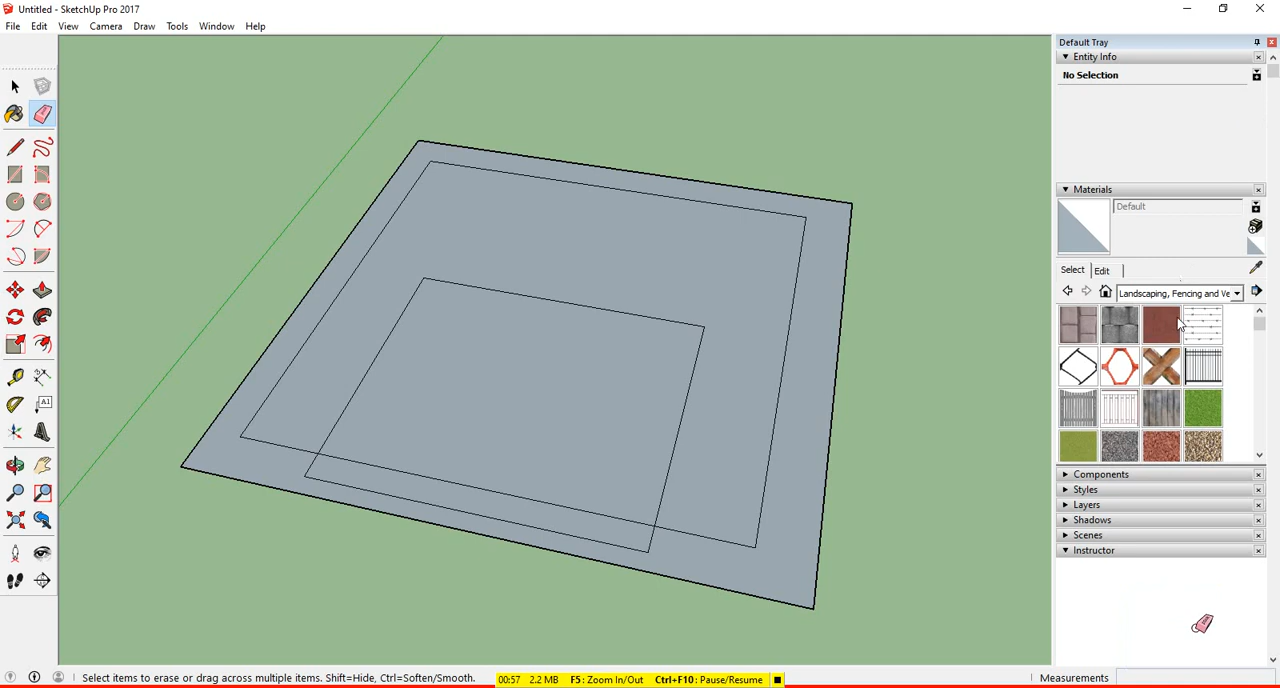 Untitled - SketchUp Pro 2017
File Edit View Camera Draw Tools Window Help
Default Tray
Entity Info
No Selection
Materials
Default
Select Edit
Landscaping, Fencing and Ve
A1
Components
Styles
Layers
Shadows
Scenes
Instructor
Select items to erase or drag across multiple items. Shift=Hide, Ctrl=Soften/Smooth.
00:57 2.2 MB F5: Zoom In/Out Ctrl+F10: Pause/Resume
Measurements